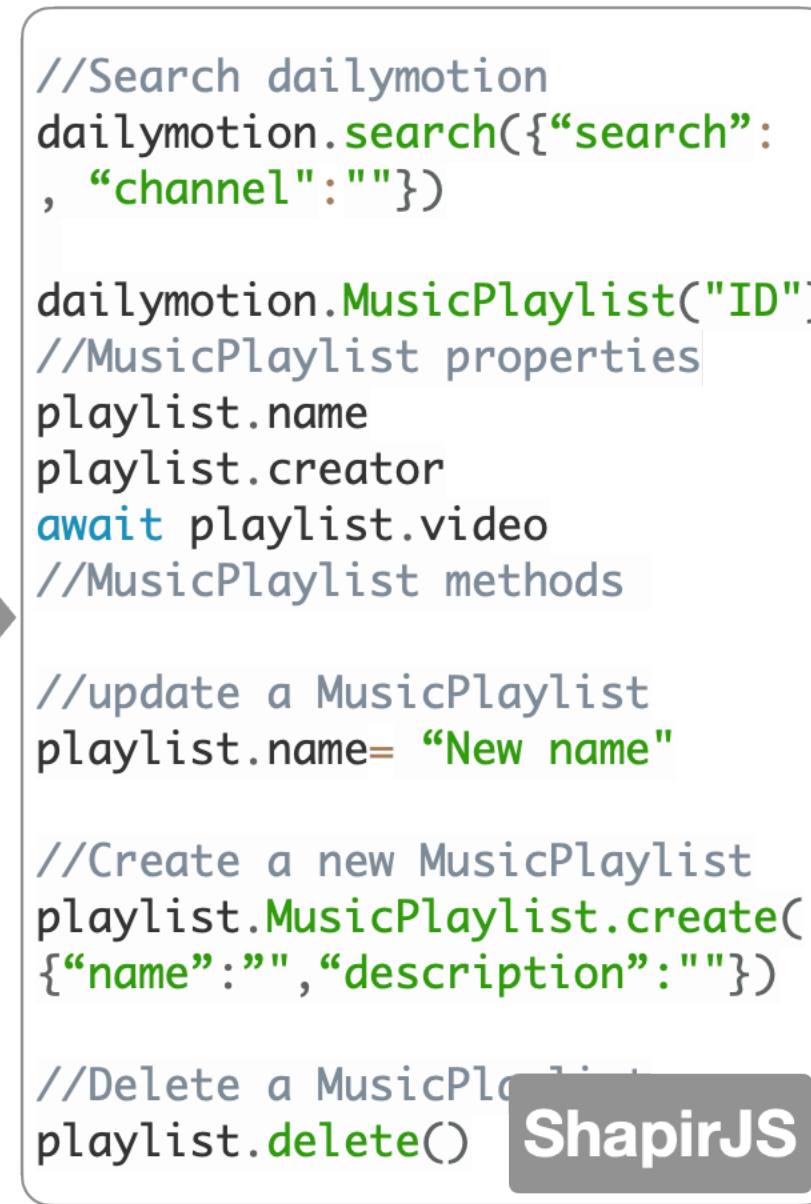 //Search dailymotion
dailymotion.search({“search”:
, “channel":""})
dailymotion.MusicPlaylist("ID")
//MusicPlaylist properties
playlist.name
playlist.creator
await playlist.video
//MusicPlaylist methods
//update a MusicPlaylist
playlist.name= “New name"
//Create a new MusicPlaylist
playlist.MusicPlaylist.create(
{“name”:”",“description”:""})
//Delete a MusicPlaylist
playlist.delete()
ShapirJS